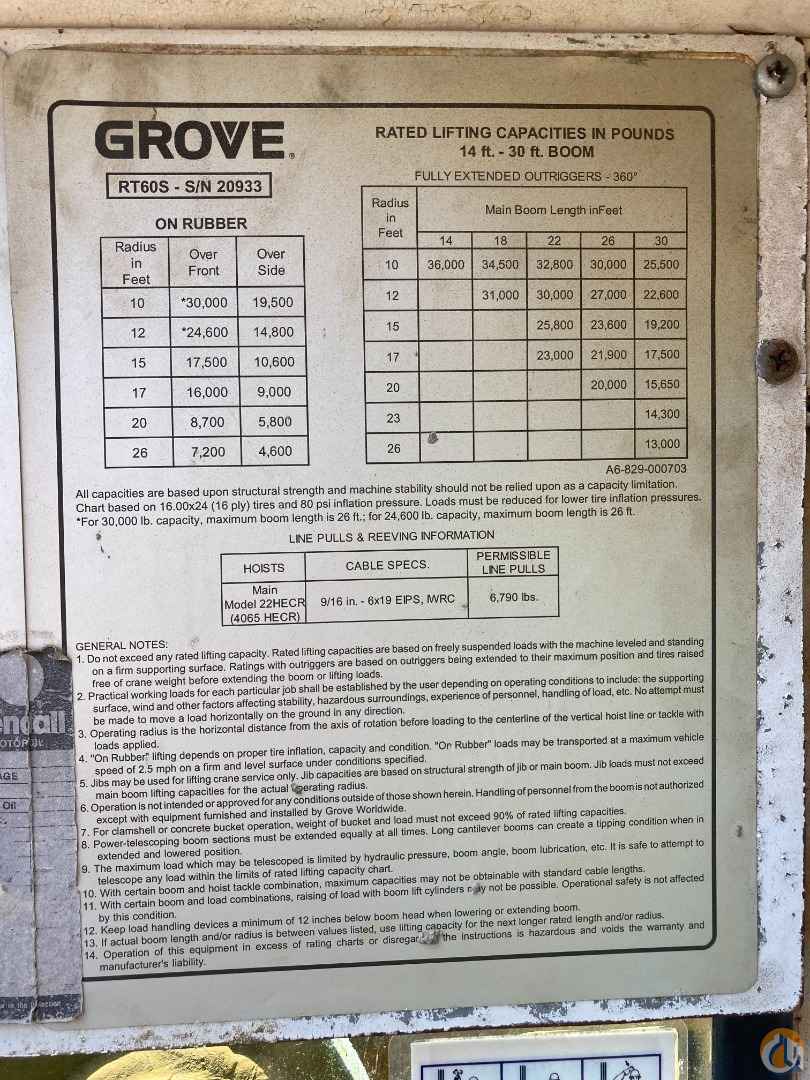 GROVE®
RT60S - S/N 20933
ON RUBBER
Radius in Feet | Over Front | Over Side
10 | *30,000 | 19,500
12 | *24,600 | 14,800
15 | 17,500 | 10,600
17 | 16,000 | 9,000
20 | 8,700 | 5,800
26 | 7,200 | 4,600
RATED LIFTING CAPACITIES IN POUNDS
14 ft. - 30 ft. BOOM
FULLY EXTENDED OUTRIGGERS - 360°
Radius in Feet | Main Boom Length inFeet
14 | 18 | 22 | 26 | 30
10 | 36,000 | 34,500 | 32,800 | 30,000 | 25,500
12 | | 31,000 | 30,000 | 27,000 | 22,600
15 | | | 25,800 | 23,600 | 19,200
17 | | | 23,000 | 21,900 | 17,500
20 | | | | 20,000 | 15,650
23 | | | | | 14,300
26 | | | | | 13,000
A6-829-000703
All capacities are based upon structural strength and machine stability should not be relied upon as a capacity limitation.
Chart based on 16.00x24 (16 ply) tires and 80 psi inflation pressure. Loads must be reduced for lower tire inflation pressures.
*For 30,000 lb. capacity, maximum boom length is 26 ft.; for 24,600 lb. capacity, maximum boom length is 26 ft.
LINE PULLS & REEVING INFORMATION
HOISTS | CABLE SPECS. | PERMISSIBLE LINE PULLS
Main Model 22HECR (4065 HECR) | 9/16 in. - 6x19 EIPS, IWRC | 6,790 lbs.
GENERAL NOTES:
1. Do not exceed any rated lifting capacity. Rated lifting capacities are based on freely suspended loads with the machine leveled and standing
on a firm supporting surface. Ratings with outriggers are based on outriggers being extended to their maximum position and tires raised
free of crane weight before extending the boom or lifting loads.
2. Practical working loads for each particular job shall be established by the user depending on operating conditions to include: the supporting
surface, wind and other factors affecting stability, hazardous surroundings, experience of personnel, handling of load, etc. No attempt must
be made to move a load horizontally on the ground in any direction.
3. Operating radius is the horizontal distance from the axis of rotation before loading to the centerline of the vertical hoist line or tackle with
loads applied.
4. "On Rubber" lifting depends on proper tire inflation, capacity and condition. "On Rubber" loads may be transported at a maximum vehicle
speed of 2.5 mph on a firm and level surface under conditions specified.
5. Jibs may be used for lifting crane service only. Jib capacities are based on structural strength of jib or main boom. Jib loads must not exceed
main boom lifting capacities for the actual operating radius.
6. Operation is not intended or approved for any conditions outside of those shown herein. Handling of personnel from the boom is not authorized
except with equipment furnished and installed by Grove Worldwide.
7. For clamshell or concrete bucket operation, weight of bucket and load must not exceed 90% of rated lifting capacities.
8. Power-telescoping boom sections must be extended equally at all times. Long cantilever booms can create a tipping condition when in
extended and lowered position.
9. The maximum load which may be telescoped is limited by hydraulic pressure, boom angle, boom lubrication, etc. It is safe to attempt to
telescope any load within the limits of rated lifting capacity chart.
10. With certain boom and hoist tackle combination, maximum capacities may not be obtainable with standard cable lengths.
11. With certain boom and load combinations, raising of load with boom lift cylinders may not be possible. Operational safety is not affected
by this condition.
12. Keep load handling devices a minimum of 12 inches below boom head when lowering or extending boom.
13. If actual boom length and/or radius is between values listed, use lifting capacity for the next longer rated length and/or radius.
14. Operation of this equipment in excess of rating charts or disregar the instructions is hazardous and voids the warranty and
manufacturer's liability.
endall
AGE
Oil